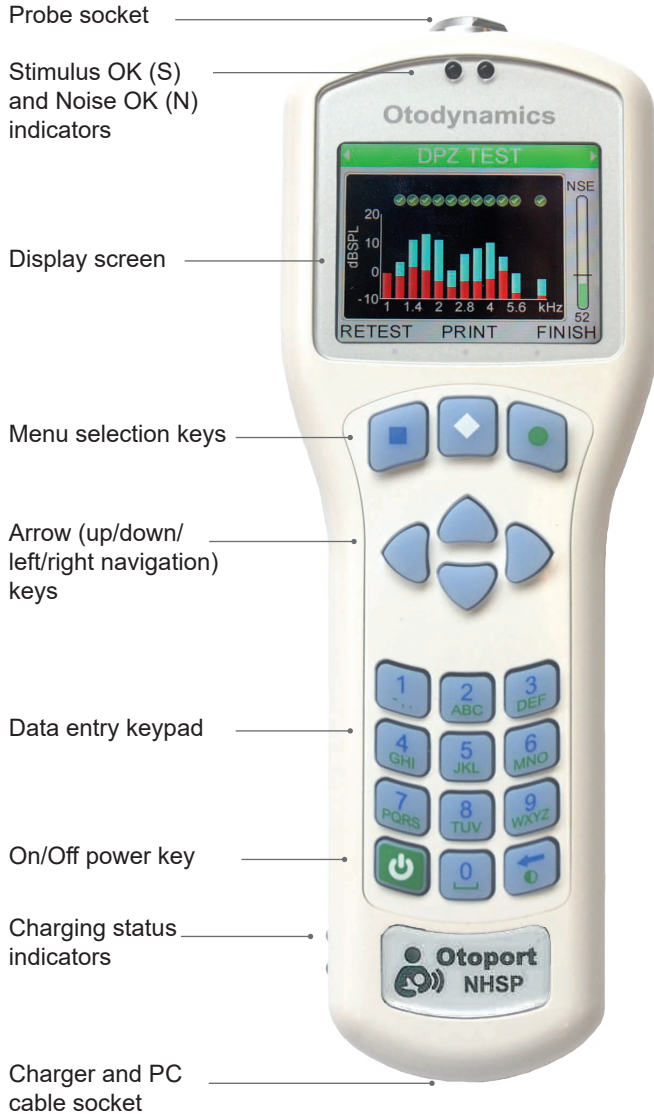 Probe socket
Stimulus OK (S)
and Noise OK (N)
indicators
Otodynamics
DPZ TEST
NSE
20
10
0
-10
dBSPL
1 1.4 2 2.8 4 5.6 kHz
52
RETEST PRINT FINISH
Display screen
Menu selection keys
Arrow (up/down/
left/right navigation)
keys
1 2 3
-,. ABC DEF
Data entry keypad
4 5 6
GHI JKL MNO
7 8 9
PQRS TUV WXYZ
On/Off power key
0
Charging status
indicators
Otoport
NHSP
Charger and PC
cable socket